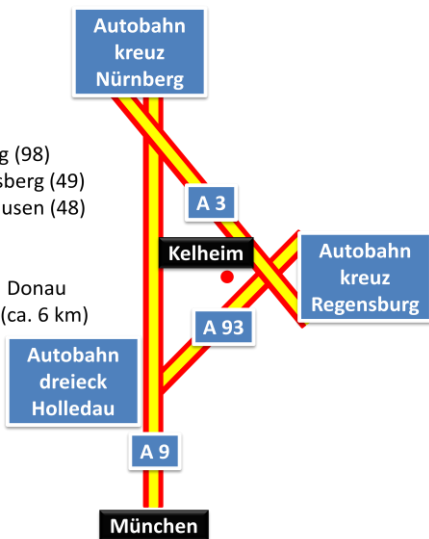 Autobahn
kreuz
Nürnberg
g (98)
sberg (49)
usen (48)
A 3
Kelheim
Autobahn
kreuz
Regensburg
Donau
(ca. 6 km)
A 93
Autobahn
dreieck
Holledau
A 9
München